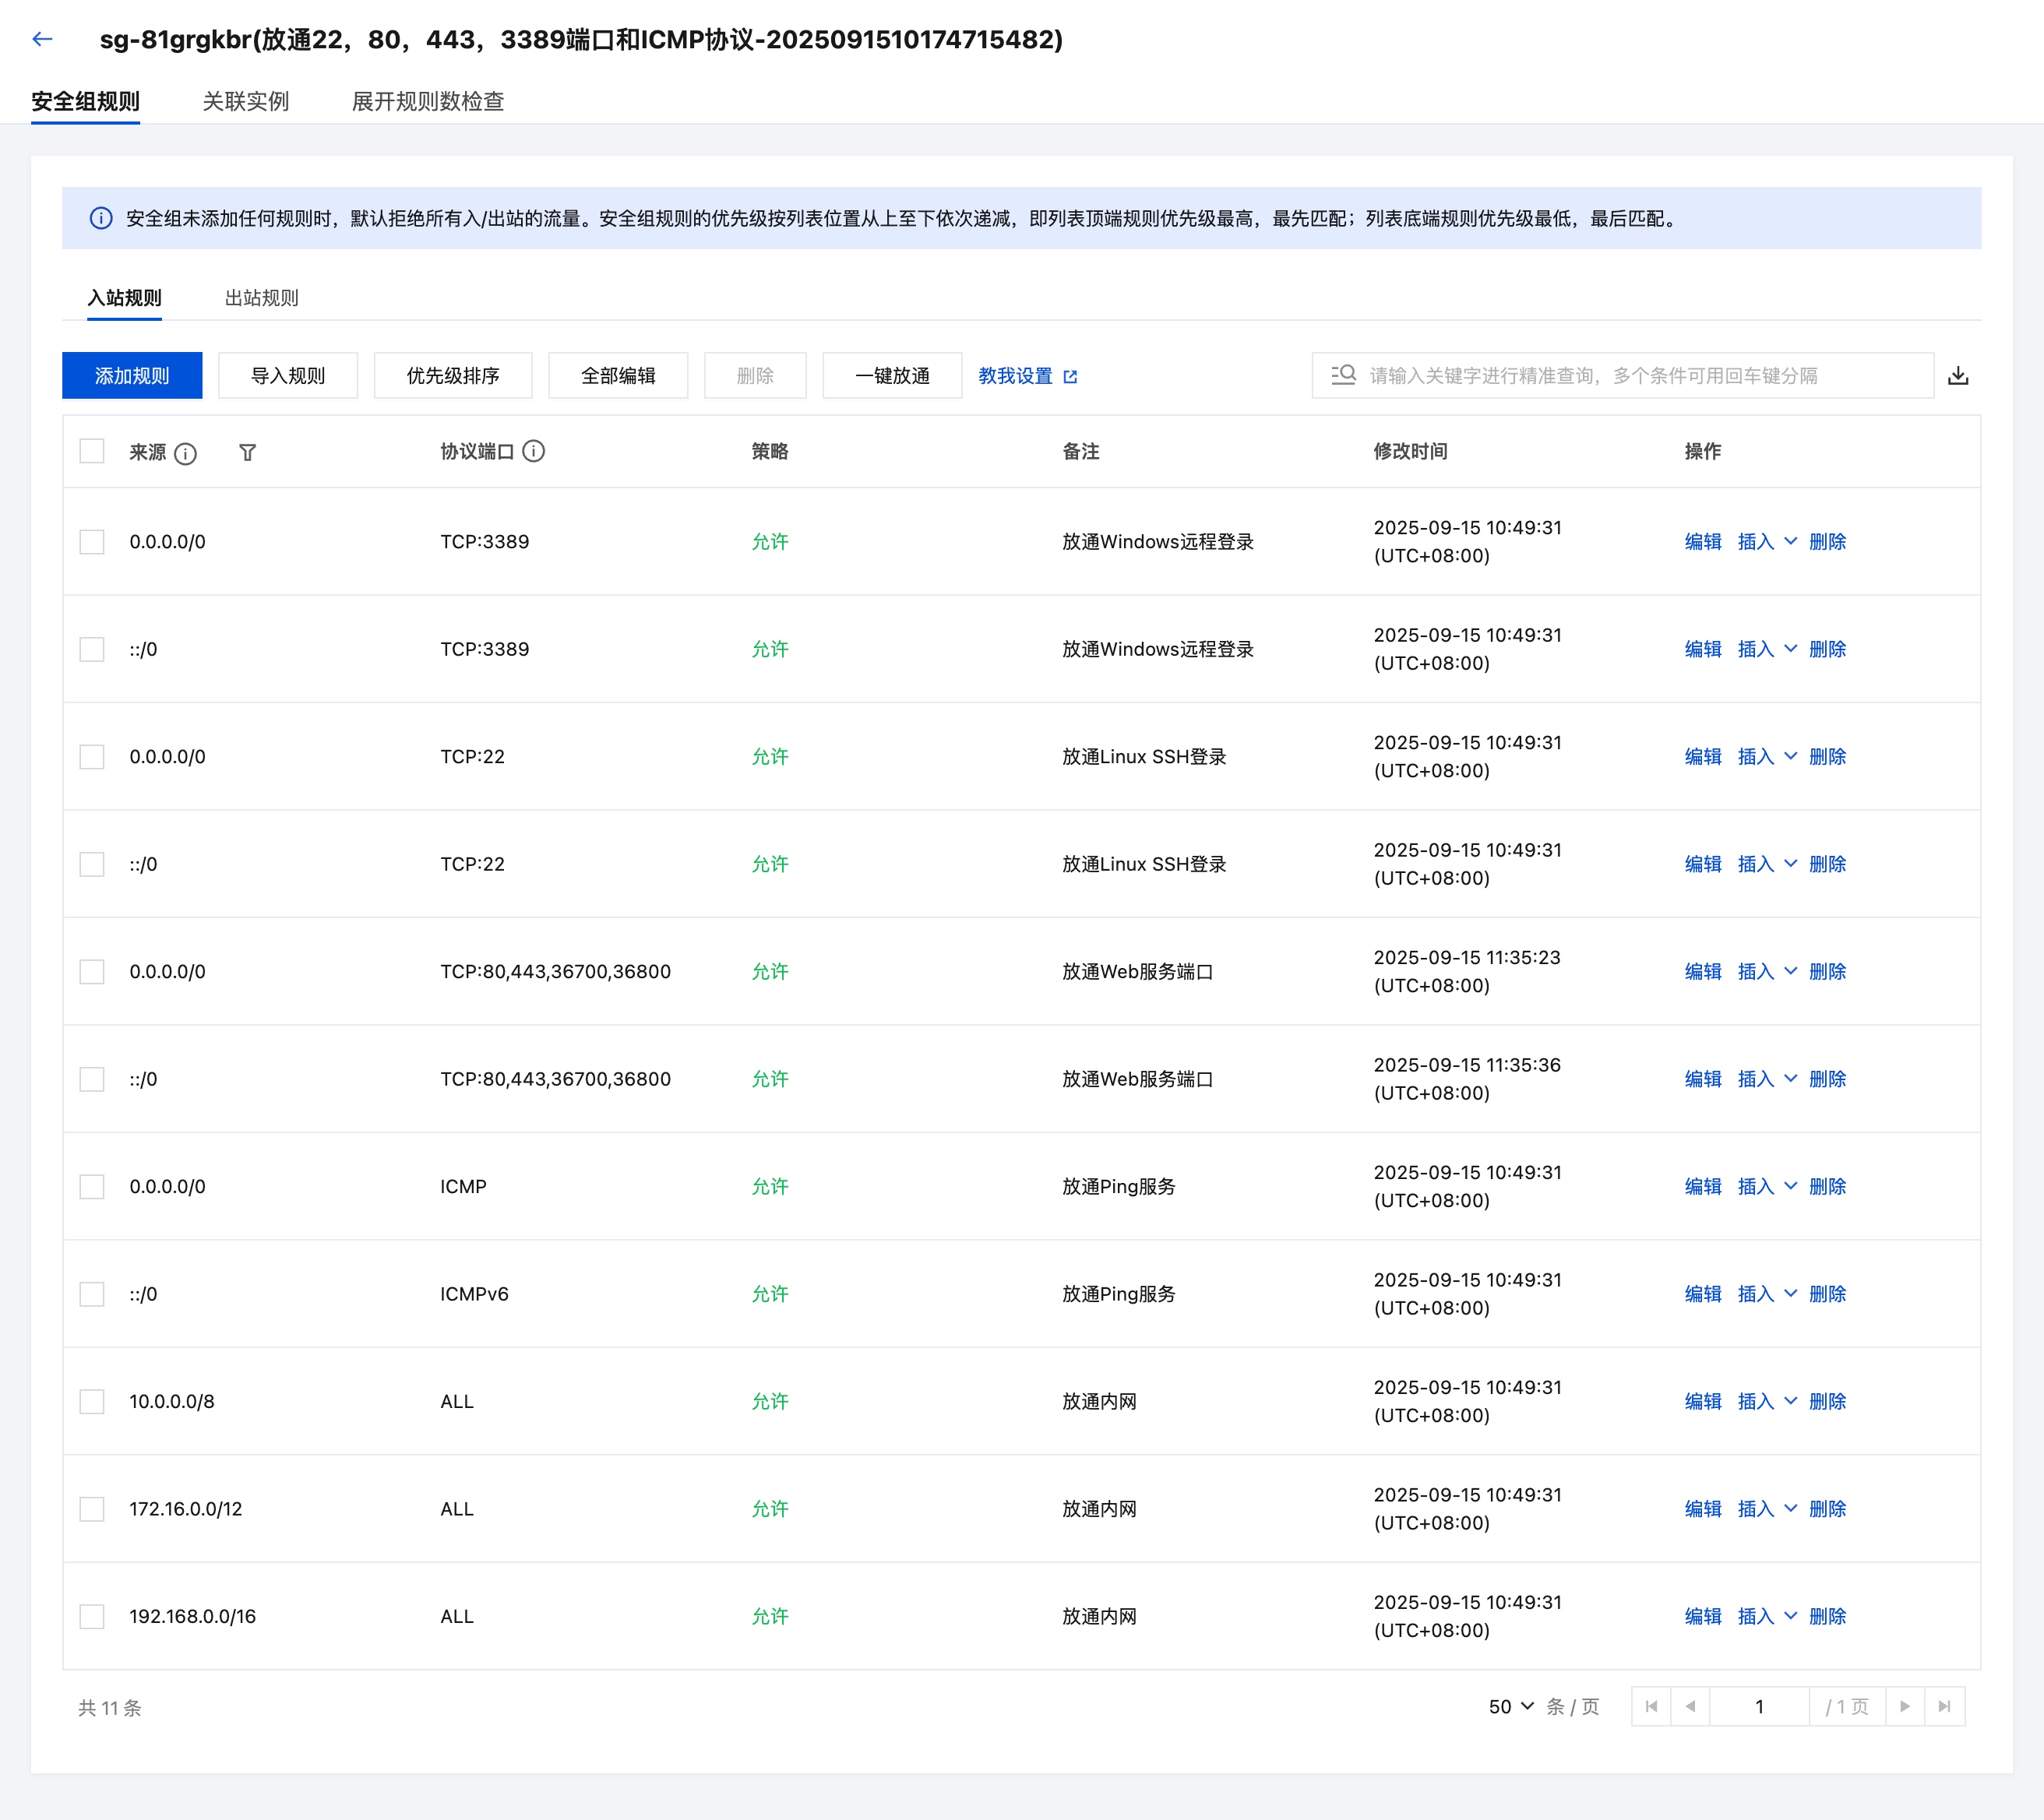 sg-81grgkbr(放通22，80，443，3389端口和ICMP协议-2025091510174715482)
安全组规则 关联实例 展开规则数检查
安全组未添加任何规则时，默认拒绝所有入/出站的流量。安全组规则的优先级按列表位置从上至下依次递减，即列表顶端规则优先级最高，最先匹配；列表底端规则优先级最低，最后匹配。
入站规则 出站规则
添加规则 导入规则 优先级排序 全部编辑 删除 一键放通 教我设置 请输入关键字进行精准查询，多个条件可用回车键分隔
来源 协议端口 策略 备注 修改时间 操作
0.0.0.0/0 TCP:3389 允许 放通Windows远程登录 2025-09-15 10:49:31 编辑 插入 删除
(UTC+08:00)
::/0 TCP:3389 允许 放通Windows远程登录 2025-09-15 10:49:31 编辑 插入 删除
(UTC+08:00)
0.0.0.0/0 TCP:22 允许 放通Linux SSH登录 2025-09-15 10:49:31 编辑 插入 删除
(UTC+08:00)
::/0 TCP:22 允许 放通Linux SSH登录 2025-09-15 10:49:31 编辑 插入 删除
(UTC+08:00)
0.0.0.0/0 TCP:80,443,36700,36800 允许 放通Web服务端口 2025-09-15 11:35:23 编辑 插入 删除
(UTC+08:00)
::/0 TCP:80,443,36700,36800 允许 放通Web服务端口 2025-09-15 11:35:36 编辑 插入 删除
(UTC+08:00)
0.0.0.0/0 ICMP 允许 放通Ping服务 2025-09-15 10:49:31 编辑 插入 删除
(UTC+08:00)
::/0 ICMPv6 允许 放通Ping服务 2025-09-15 10:49:31 编辑 插入 删除
(UTC+08:00)
10.0.0.0/8 ALL 允许 放通内网 2025-09-15 10:49:31 编辑 插入 删除
(UTC+08:00)
172.16.0.0/12 ALL 允许 放通内网 2025-09-15 10:49:31 编辑 插入 删除
(UTC+08:00)
192.168.0.0/16 ALL 允许 放通内网 2025-09-15 10:49:31 编辑 插入 删除
(UTC+08:00)
共 11 条 50 条 / 页 1 / 1 页